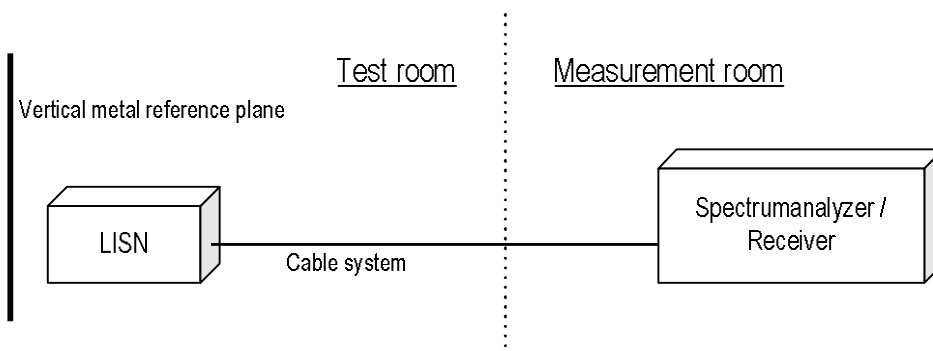 Test room
Measurement room
Vertical metal reference plane
LISN
Cable system
Spectrumanalyzer /
Receiver